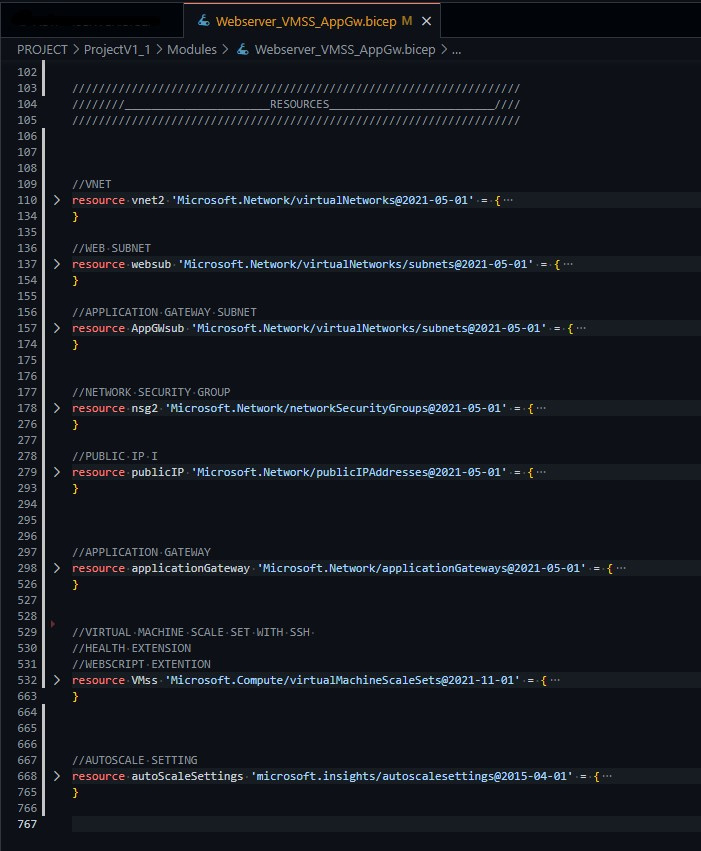 Webserver_VMSS_AppGw.bicep M ×
PROJECT > ProjectV1_1 > Modules > Webserver_VMSS_AppGw.bicep > ...
102
103 ////////////////////////////////////////////////////////////////////
104 ////////______________________RESOURCES_________________________////
105 ////////////////////////////////////////////////////////////////////
106
107
108
109 //VNET
110 > resource vnet2 'Microsoft.Network/virtualNetworks@2021-05-01' = {···
134 }
135
136 //WEB SUBNET
137 > resource websub 'Microsoft.Network/virtualNetworks/subnets@2021-05-01' = {···
154 }
155
156 //APPLICATION GATEWAY SUBNET
157 > resource AppGWsub 'Microsoft.Network/virtualNetworks/subnets@2021-05-01' = {···
174 }
175
176
177 //NETWORK SECURITY GROUP
178 > resource nsg2 'Microsoft.Network/networkSecurityGroups@2021-05-01' = {···
276 }
277
278 //PUBLIC IP I
279 > resource publicIP 'Microsoft.Network/publicIPAddresses@2021-05-01' = {···
293 }
294
295
296
297 //APPLICATION GATEWAY
298 > resource applicationGateway 'Microsoft.Network/applicationGateways@2021-05-01' = {···
526 }
527
528
529 //VIRTUAL MACHINE SCALE SET WITH SSH
530 //HEALTH EXTENSION
531 //WEBSCRIPT EXTENTION
532 > resource VMss 'Microsoft.Compute/virtualMachineScaleSets@2021-11-01' = {···
663 }
664
665
666
667 //AUTOSCALE SETTING
668 > resource autoScaleSettings 'microsoft.insights/autoscalesettings@2015-04-01' = {···
765 }
766
767